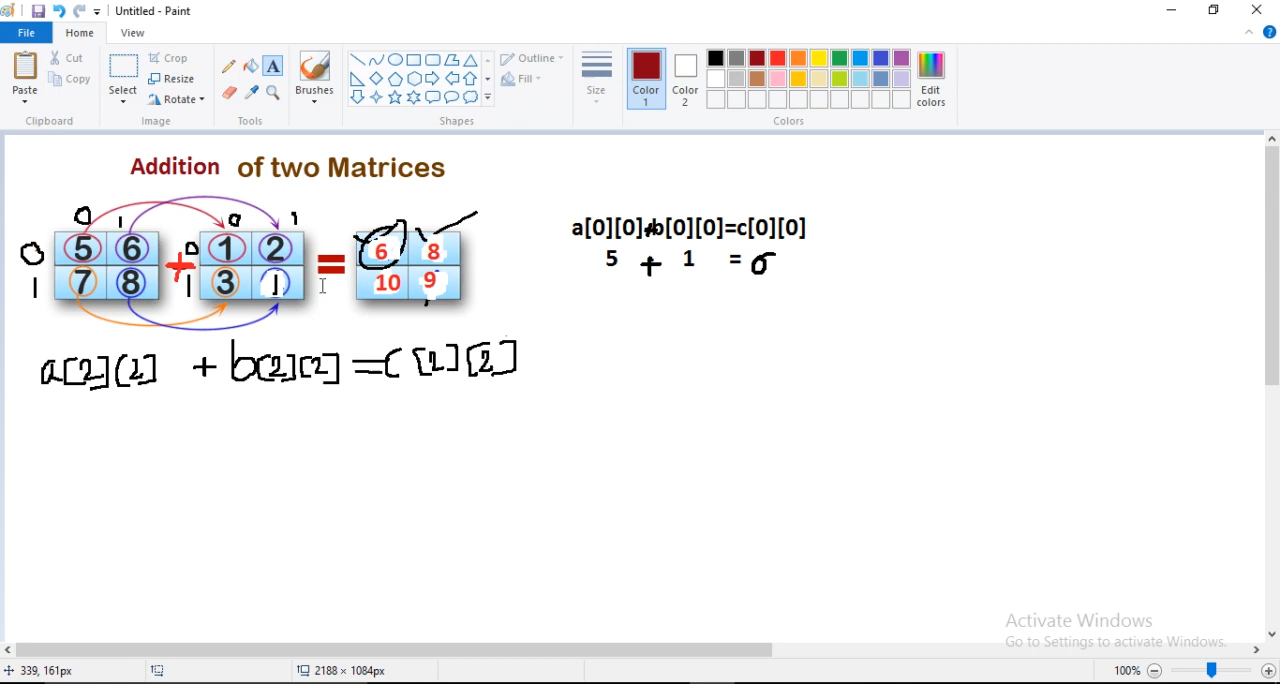 Untitled - Paint
File Home View
Paste Cut Copy Select Crop Resize Rotate A Brushes Outline Fill Size Color 1 Color 2 Edit colors
Clipboard Image Tools Shapes Colors
Addition of two Matrices
0 1 0 1
0 5 6 0 1 2 6 8
+ =
1 7 8 1 3 1 10 9
a[0][0]+b[0][0]=c[0][0]
5 + 1 = 6
a[2][2] + b[2][2] = c[2][2]
Activate Windows
Go to Settings to activate Windows.
339, 161px 2188 × 1084px 100%